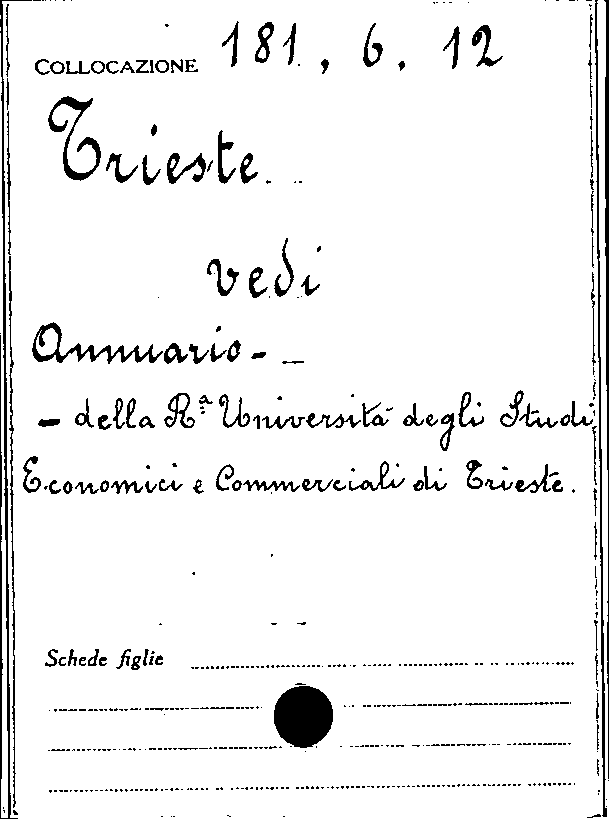 COLLOCAZIONE 181, 6. 12
Trieste.
vedi
Annuario - -
- della R.ª Università degli Studi
Economici e Commerciali di Trieste.
Schede figlie